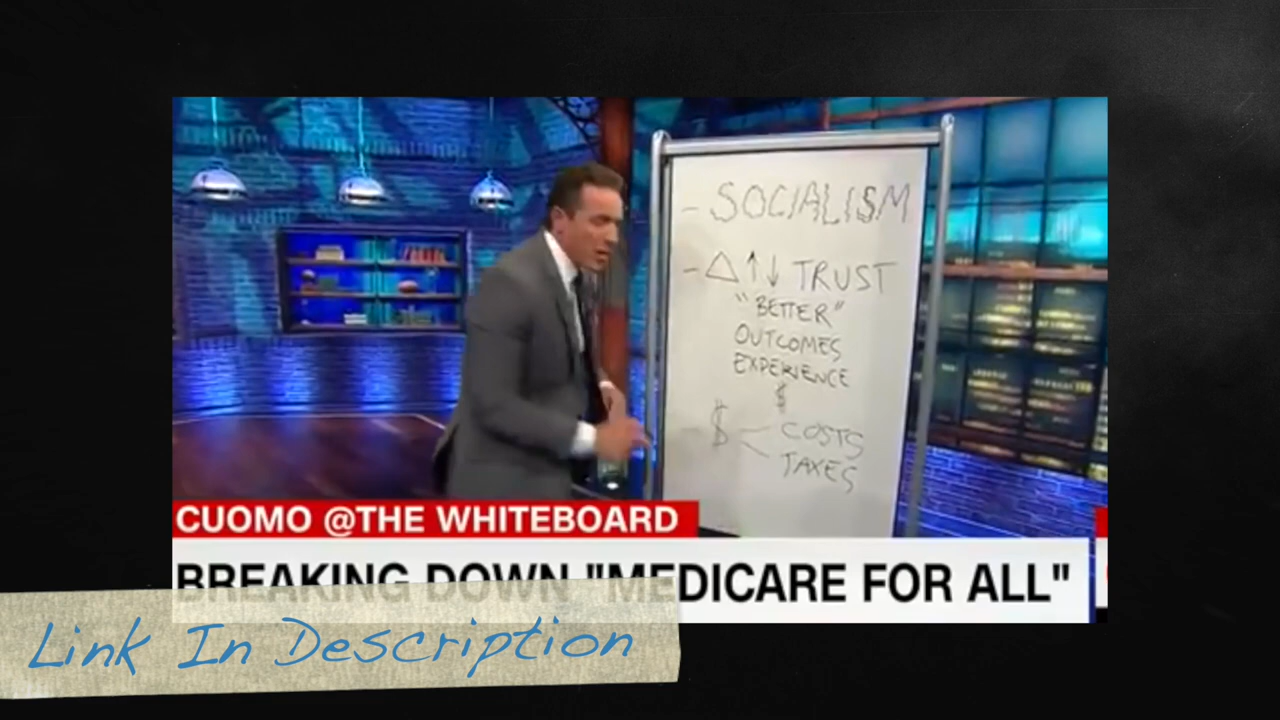 - SOCIALISM
- △ ↑ ↓ TRUST
"BETTER"
OUTCOMES
EXPERIENCE
$
$ COSTS
TAXES
CUOMO @THE WHITEBOARD
BREAKING DOWN "MEDICARE FOR ALL"
Link In Description